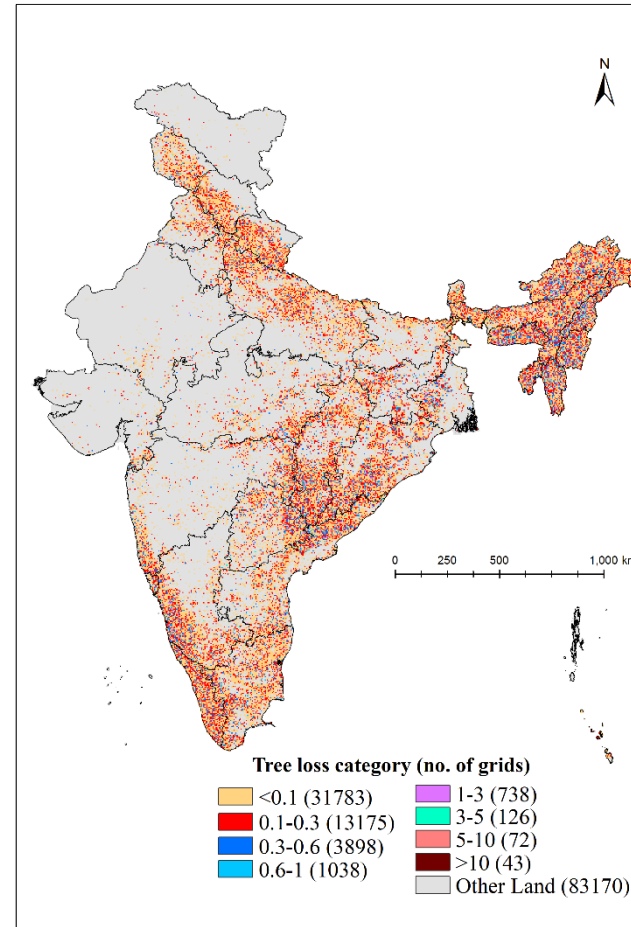 N
0 250 500 1,000 km
Tree loss category (no. of grids)
<0.1 (31783)
0.1-0.3 (13175)
0.3-0.6 (3898)
0.6-1 (1038)
1-3 (738)
3-5 (126)
5-10 (72)
>10 (43)
Other Land (83170)